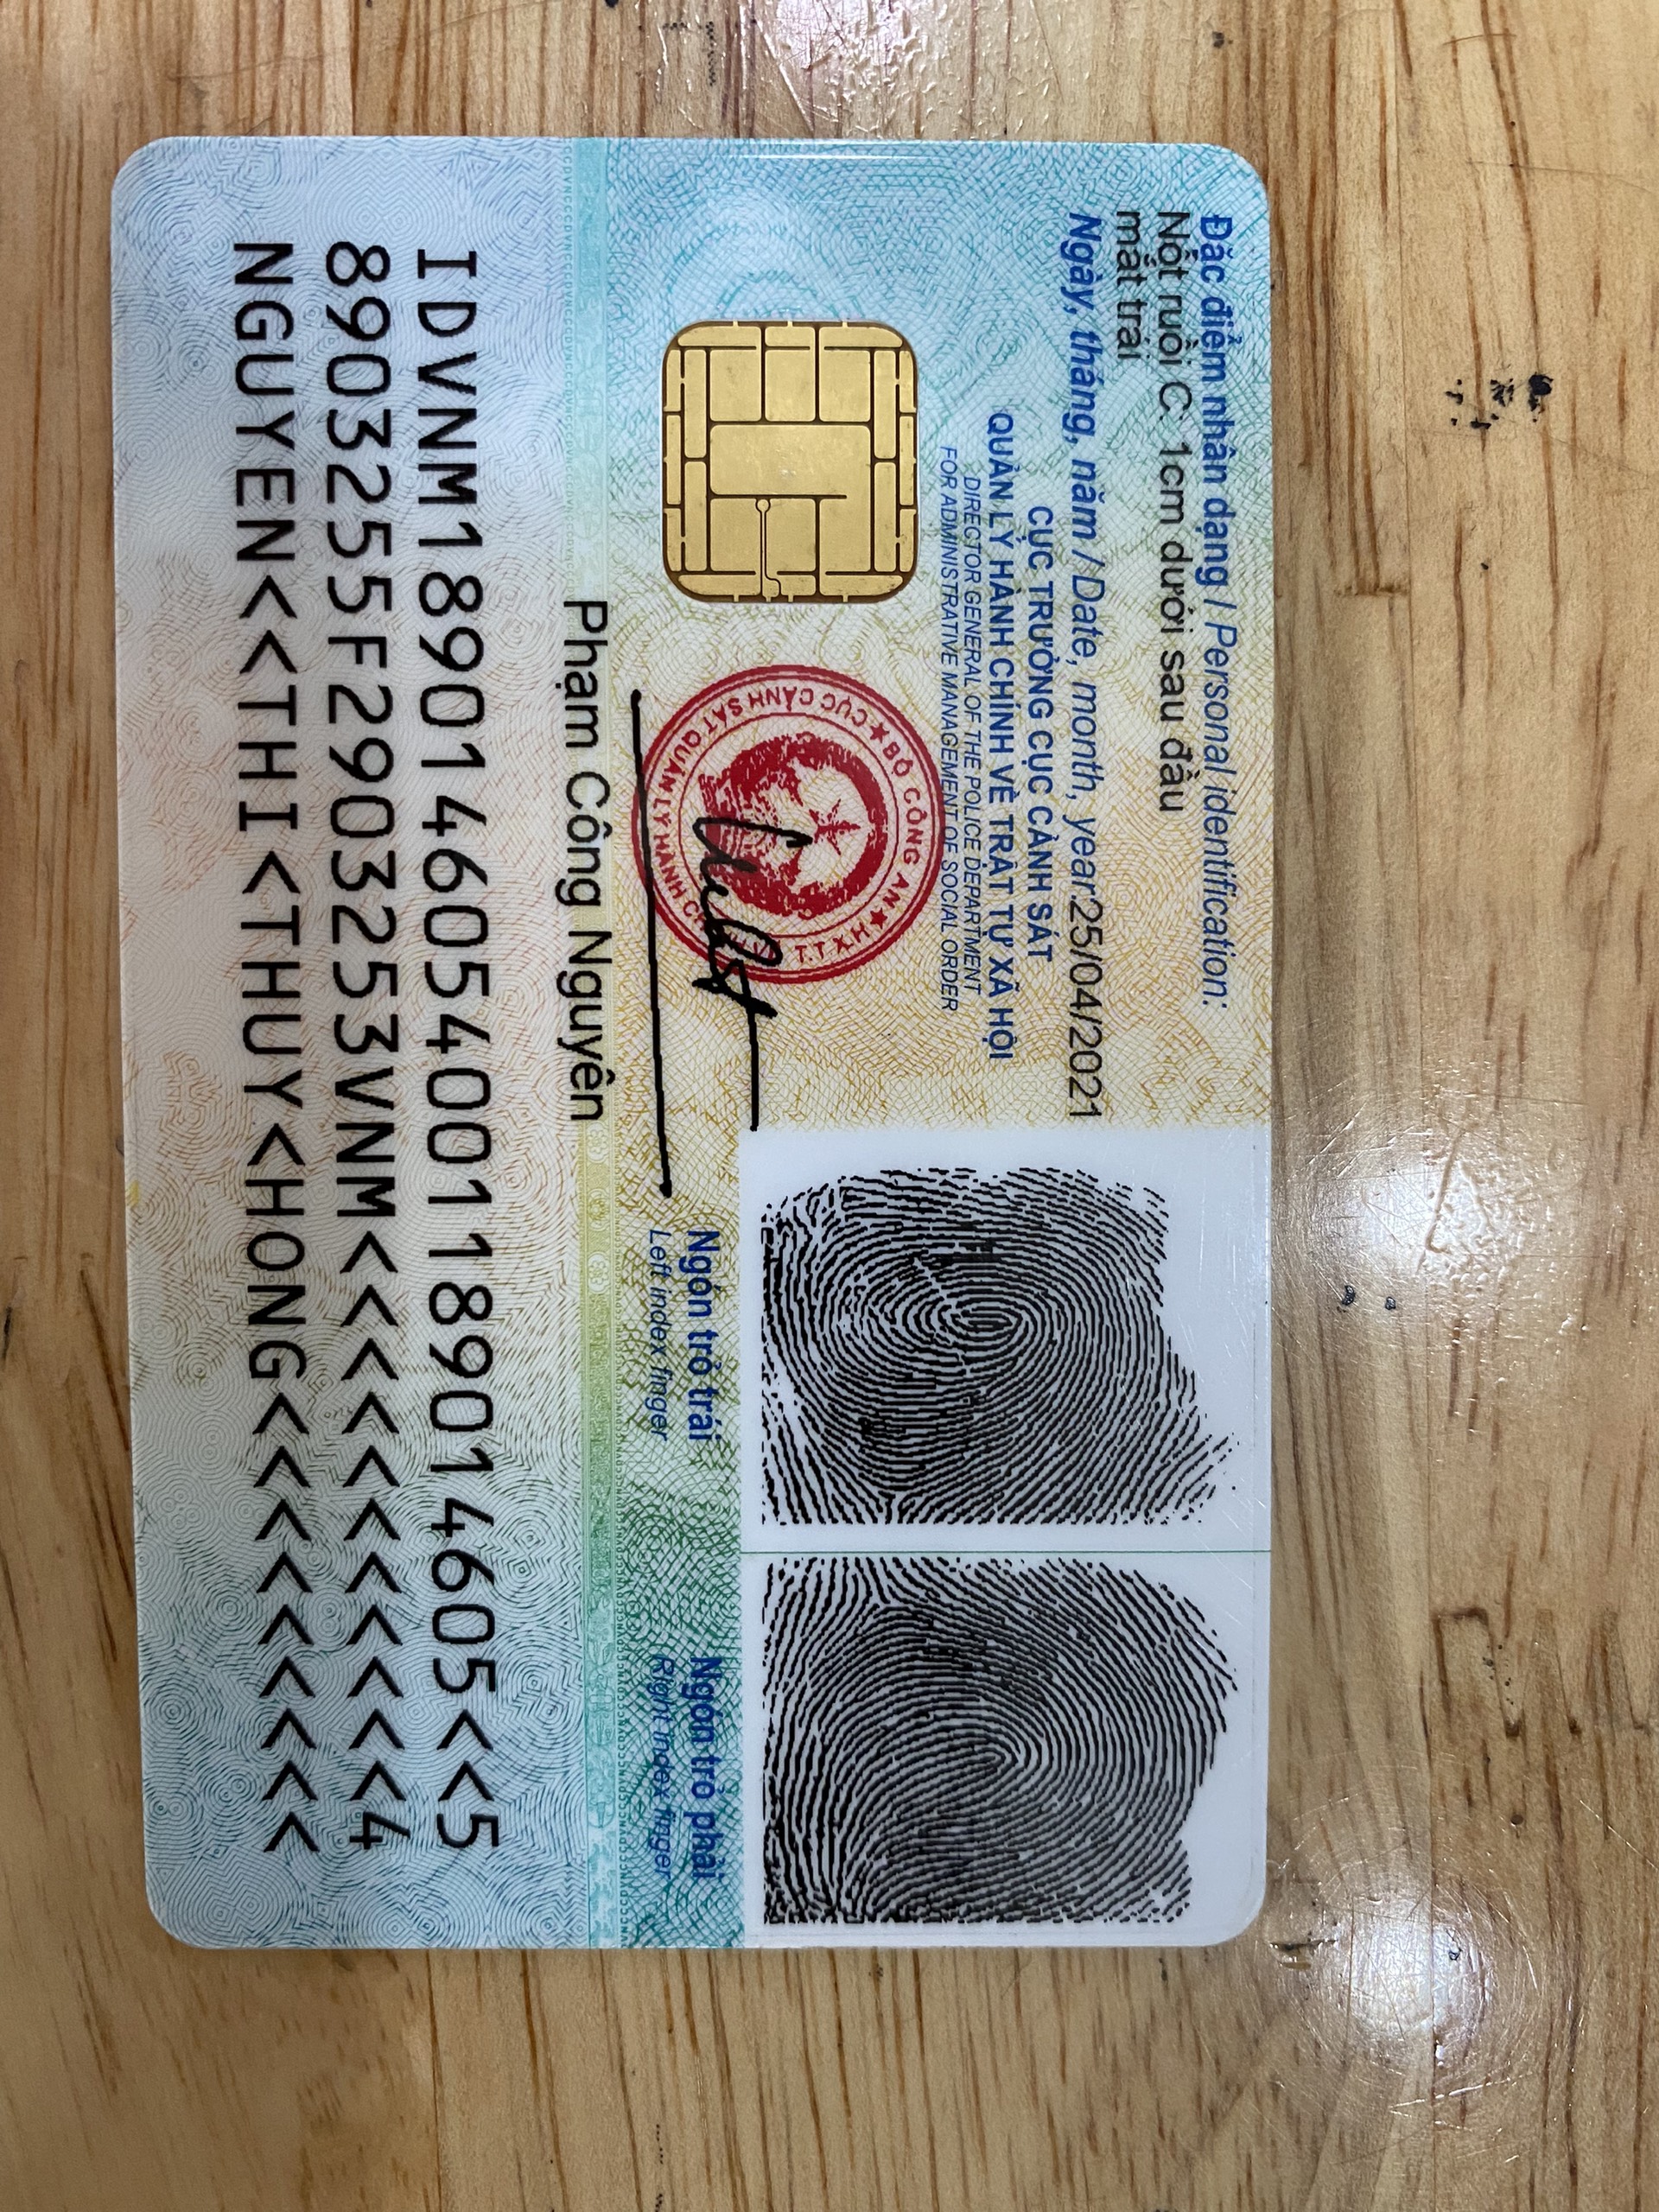 Đặc điểm nhân dạng / Personal identification:
Nốt ruồi C: 1cm dưới sau đầu
mắt trái
Ngày, tháng, năm / Date, month, year:25/04/2021
CỤC TRƯỞNG CỤC CẢNH SÁT
QUẢN LÝ HÀNH CHÍNH VỀ TRẬT TỰ XÃ HỘI
DIRECTOR GENERAL OF THE POLICE DEPARTMENT
FOR ADMINISTRATIVE MANAGEMENT OF SOCIAL ORDER
★ BỘ CÔNG AN ★
CỤC CẢNH SÁT QUẢN LÝ HÀNH
Ngón trỏ trái
Left index finger
Ngón trỏ phải
Right index finger
Phạm Công Nguyên
IDVNM1890146054001189014605<<5
8903255F2903253VNM<<<<<<<<<<<4
NGUYEN<<THI<THUY<HONG<<<<<<<<<